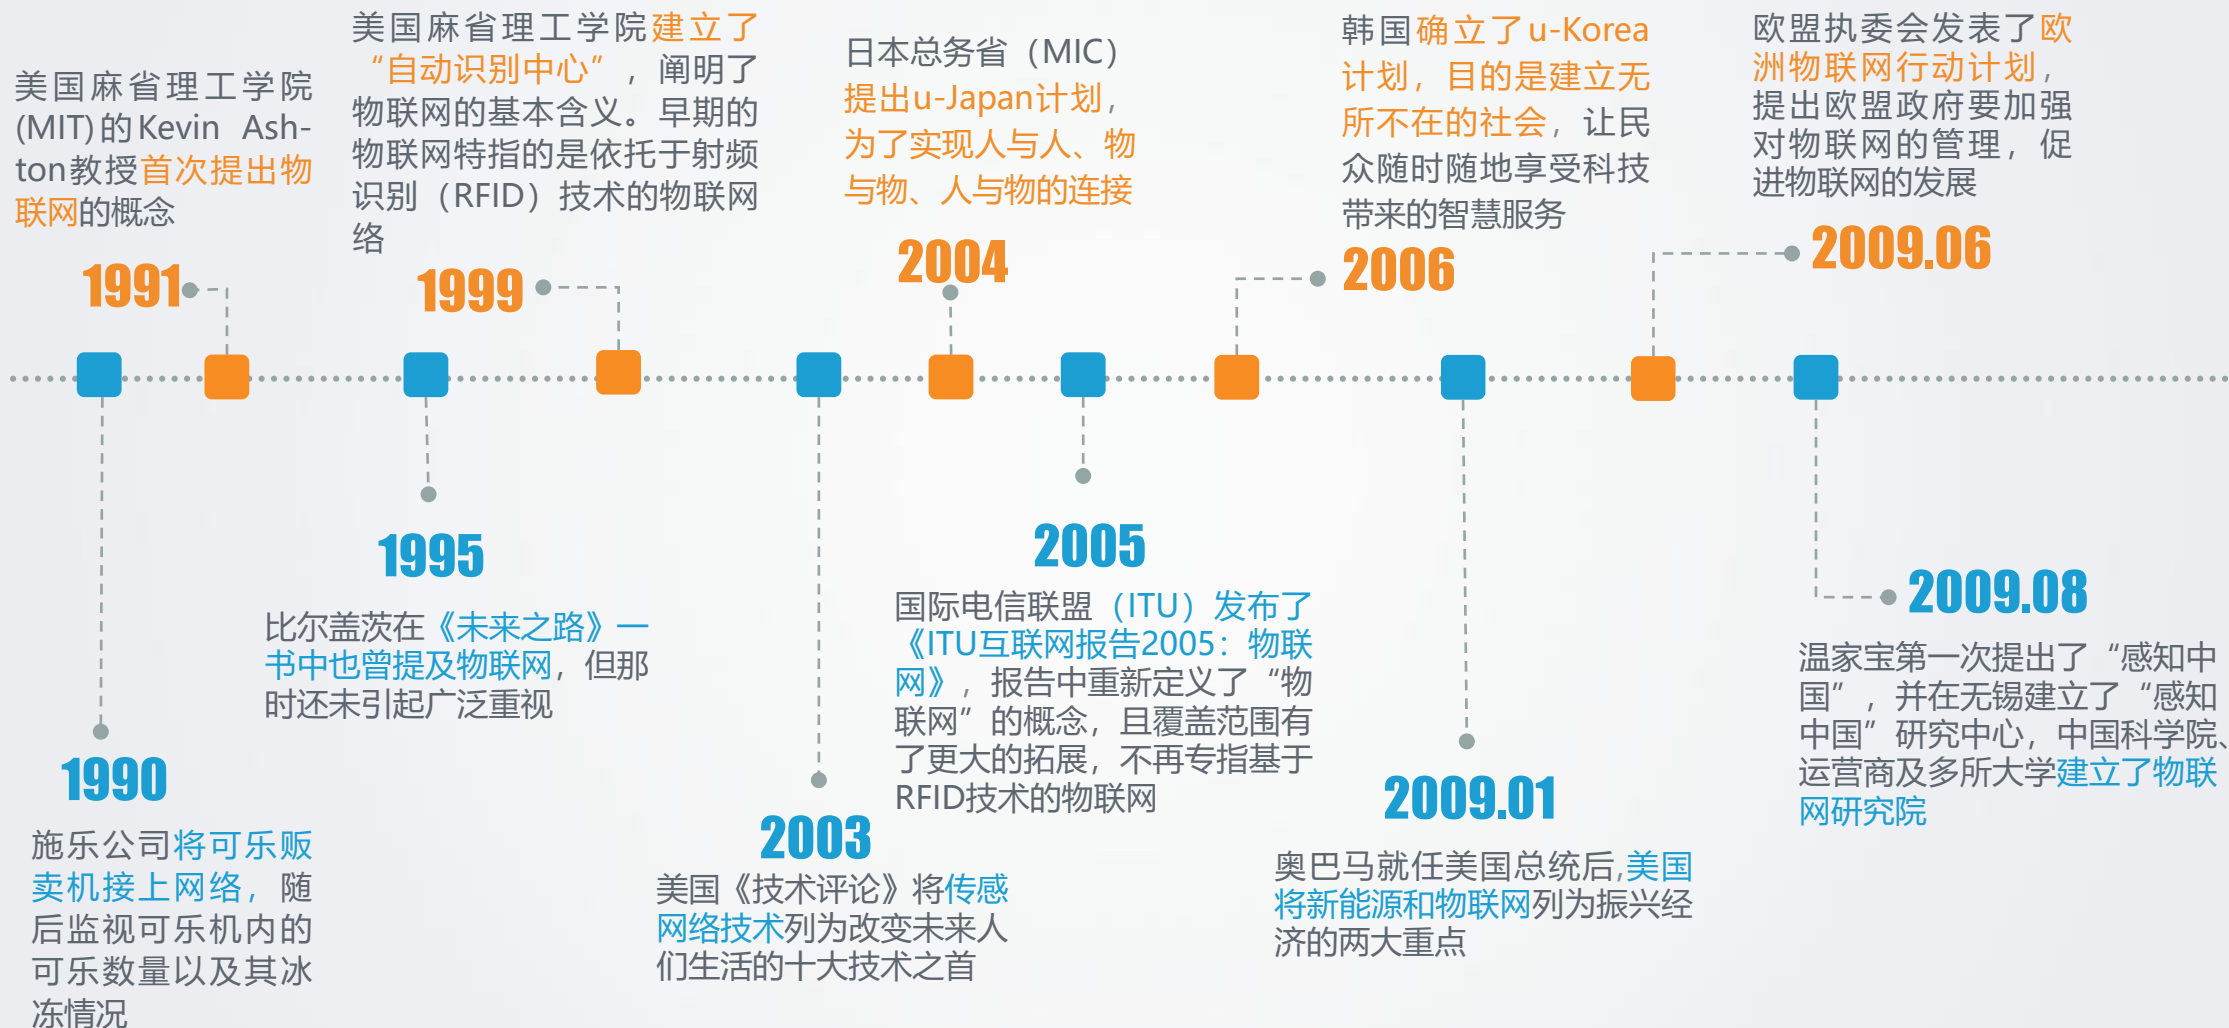 美国麻省理工学院
(MIT)的Kevin Ash-
ton教授首次提出物
联网的概念
1991
美国麻省理工学院建立了
“自动识别中心”，阐明了
物联网的基本含义。早期的
物联网特指的是依托于射频
识别（RFID）技术的物联网
络
1999
日本总务省（MIC）
提出u-Japan计划，
为了实现人与人、物
与物、人与物的连接
2004
韩国确立了u-Korea
计划，目的是建立无
所不在的社会，让民
众随时随地享受科技
带来的智慧服务
2006
欧盟执委会发表了欧
洲物联网行动计划，
提出欧盟政府要加强
对物联网的管理，促
进物联网的发展
2009.06
1990
施乐公司将可乐贩
卖机接上网络，随
后监视可乐机内的
可乐数量以及其冰
冻情况
1995
比尔盖茨在《未来之路》一
书中也曾提及物联网，但那
时还未引起广泛重视
2003
美国《技术评论》将传感
网络技术列为改变未来人
们生活的十大技术之首
2005
国际电信联盟（ITU）发布了
《ITU互联网报告2005：物联
网》，报告中重新定义了“物
联网”的概念，且覆盖范围有
了更大的拓展，不再专指基于
RFID技术的物联网
2009.01
奥巴马就任美国总统后,美国
将新能源和物联网列为振兴经
济的两大重点
2009.08
温家宝第一次提出了“感知中
国”，并在无锡建立了“感知
中国”研究中心，中国科学院、
运营商及多所大学建立了物联
网研究院